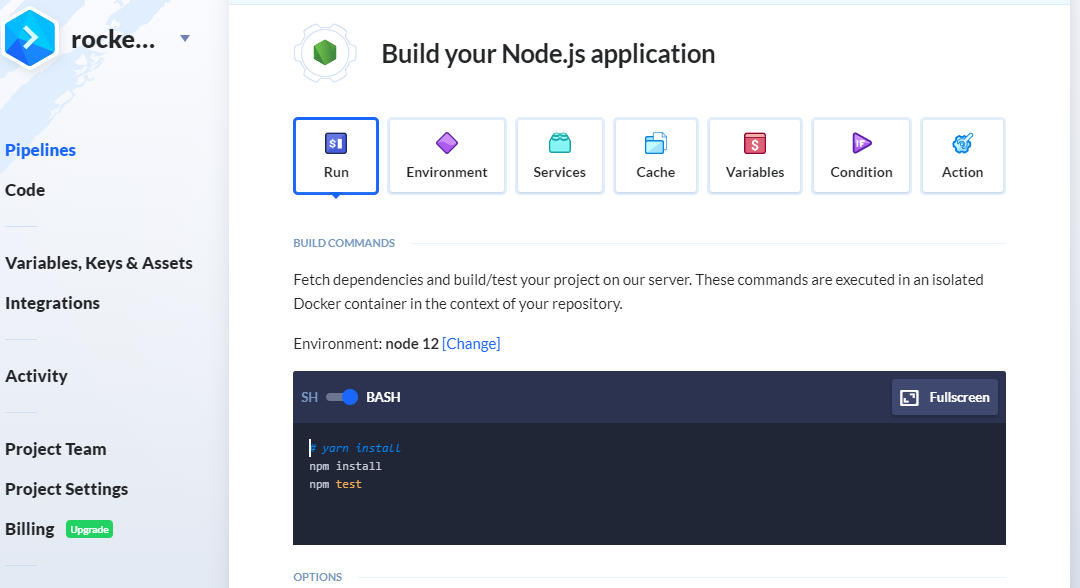 rocke...
Pipelines
Code
Variables, Keys & Assets
Integrations
Activity
Project Team
Project Settings
Billing Upgrade
Build your Node.js application
Run Environment Services Cache Variables Condition Action
BUILD COMMANDS
Fetch dependencies and build/test your project on our server. These commands are executed in an isolated
Docker container in the context of your repository.
Environment: node 12 [Change]
SH BASH Fullscreen
# yarn install
npm install
npm test
OPTIONS